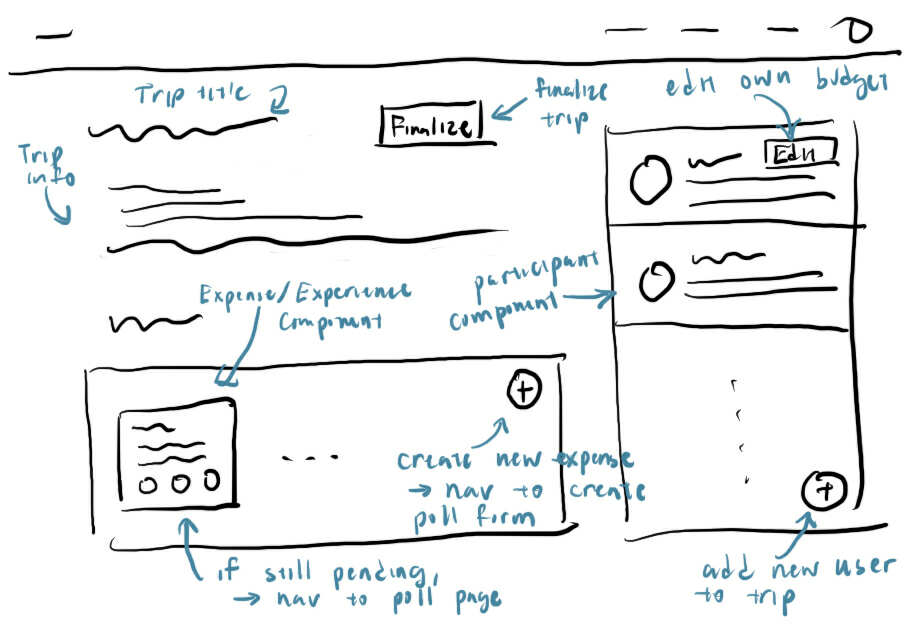 Trip title
Finalize
finalize
trip
edit own budget
Edit
Trip
info
Expense/Experience
Component
participant
component
+
create new expense
→ nav to create
poll form
+
if still pending,
→ nav to poll page
add new user
to trip